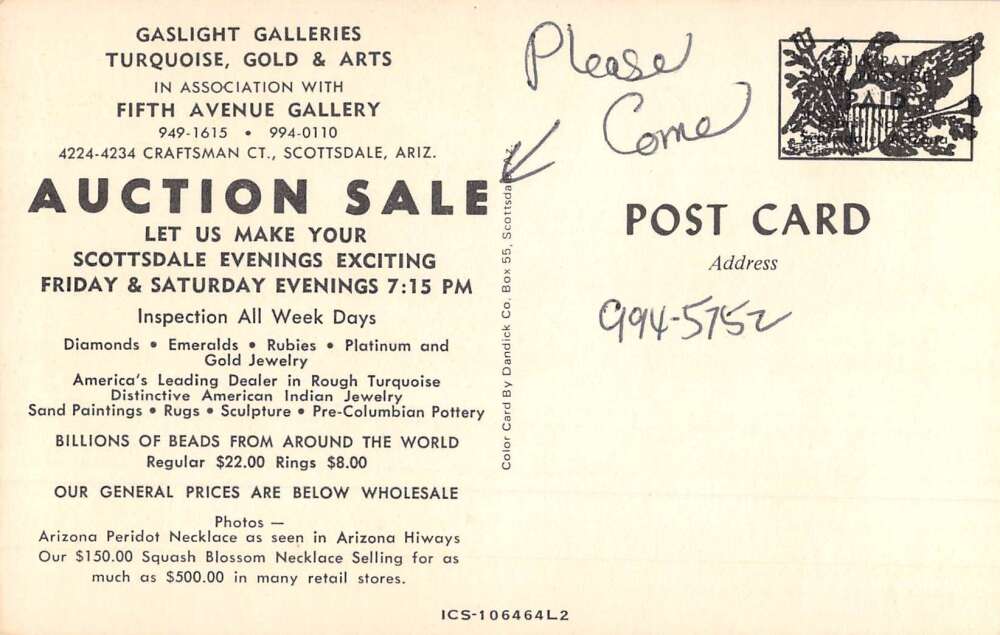 GASLIGHT GALLERIES
TURQUOISE, GOLD & ARTS
IN ASSOCIATION WITH
FIFTH AVENUE GALLERY
949-1615 • 994-0110
4224-4234 CRAFTSMAN CT., SCOTTSDALE, ARIZ.
AUCTION SALE
LET US MAKE YOUR
SCOTTSDALE EVENINGS EXCITING
FRIDAY & SATURDAY EVENINGS 7:15 PM
Inspection All Week Days
Diamonds • Emeralds • Rubies • Platinum and
Gold Jewelry
America's Leading Dealer in Rough Turquoise
Distinctive American Indian Jewelry
Sand Paintings • Rugs • Sculpture • Pre-Columbian Pottery
BILLIONS OF BEADS FROM AROUND THE WORLD
Regular $22.00 Rings $8.00
OUR GENERAL PRICES ARE BELOW WHOLESALE
Photos —
Arizona Peridot Necklace as seen in Arizona Hiways
Our $150.00 Squash Blossom Necklace Selling for as
much as $500.00 in many retail stores.
ICS-106464L2
Color Card By Dandick Co. Box 55, Scottsdale, AZ.
Please
Come
PAID
POST CARD
Address
994-5752